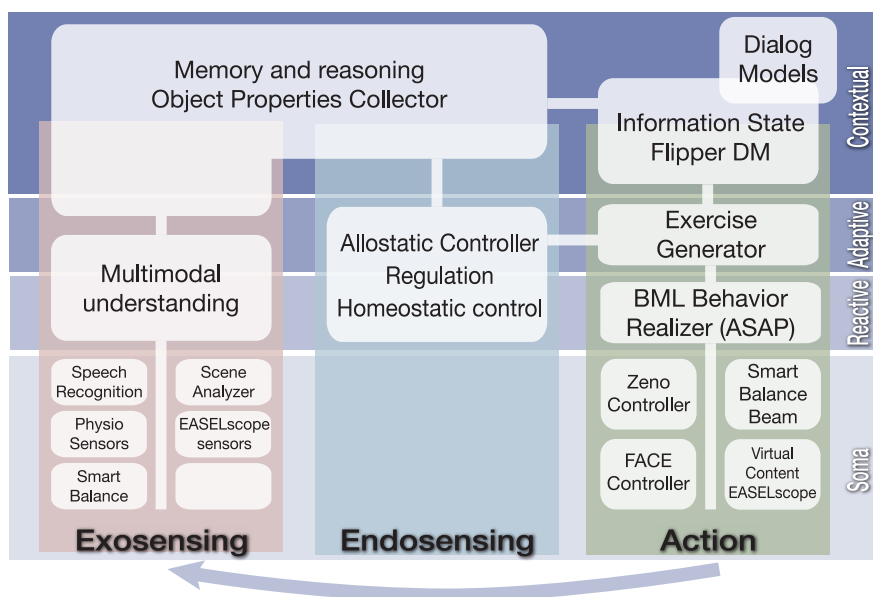 Memory and reasoning
Object Properties Collector
Dialog
Models
Information State
Flipper DM
Contextual
Allostatic Controller
Regulation
Homeostatic control
Exercise
Generator
Adaptive
Multimodal
understanding
BML Behavior
Realizer (ASAP)
Reactive
Speech
Recognition
Scene
Analyzer
Physio
Sensors
EASELscope
sensors
Smart
Balance
Zeno
Controller
Smart
Balance
Beam
FACE
Controller
Virtual
Content
EASELscope
Soma
Exosensing
Endosensing
Action